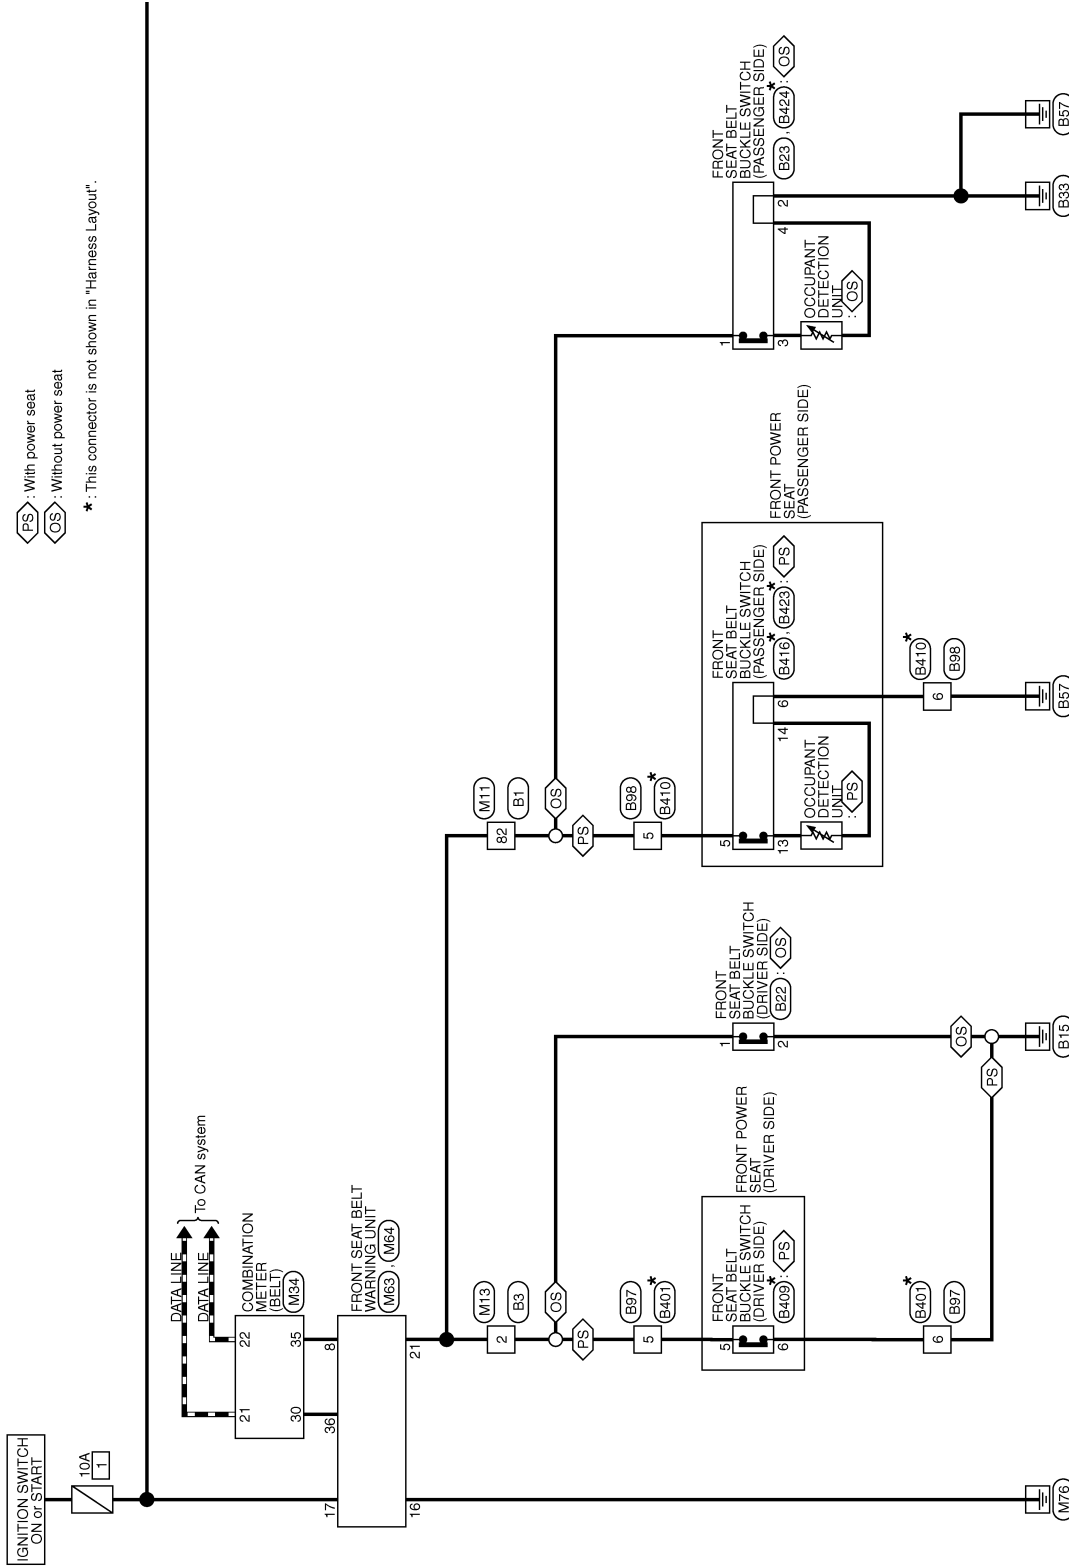 IGNITION SWITCH
ON or START
10A
1
PS : With power seat
OS : Without power seat
* : This connector is not shown in "Harness Layout".
DATA LINE
DATA LINE
To CAN system
21
22
COMBINATION
METER
(BELT)
M34
30
35
17
36
8
FRONT SEAT BELT
WARNING UNIT
M63 , M64
16
21
2
M13
B3
82
M11
B1
OS
PS
OS
PS
5
B97
B401 *
5
B98
B410 *
5
6
FRONT
SEAT BELT
BUCKLE SWITCH
(DRIVER SIDE)
B409 * : PS
FRONT POWER
SEAT
(DRIVER SIDE)
1
2
FRONT
SEAT BELT
BUCKLE SWITCH
(DRIVER SIDE)
B22 : OS
5
13
14
6
FRONT
SEAT BELT
BUCKLE SWITCH
(PASSENGER SIDE)
B416 * , B423 * : PS
OCCUPANT
DETECTION
UNIT
: PS
FRONT POWER
SEAT
(PASSENGER SIDE)
1
3
4
2
FRONT
SEAT BELT
BUCKLE SWITCH
(PASSENGER SIDE)
B23 , B424 * : OS
OCCUPANT
DETECTION
UNIT
: OS
6
B401 *
B97
OS
PS
6
B410 *
B98
M76
B15
B57
B33
B57